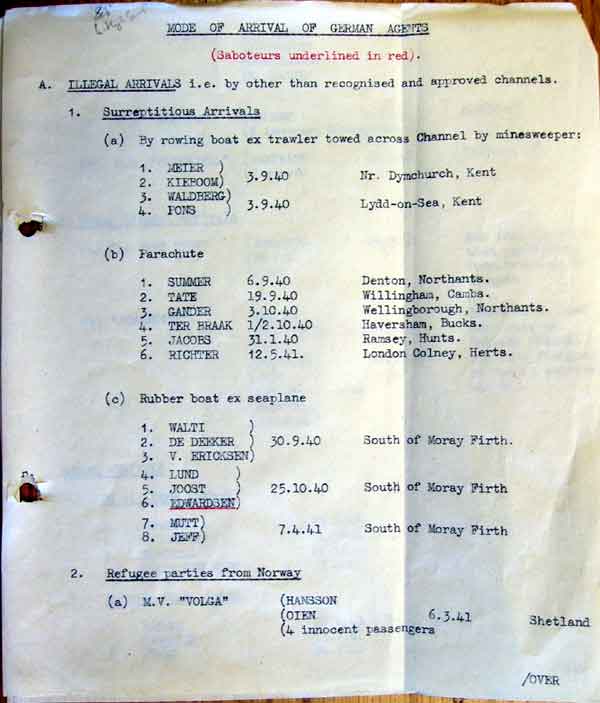 MODE OF ARRIVAL OF GERMAN AGENTS
(Saboteurs underlined in red).
A. ILLEGAL ARRIVALS i.e. by other than recognised and approved channels.
1. Surreptitious Arrivals
(a) By rowing boat ex trawler towed across Channel by minesweeper:
1. MEIER )
2. KIEBOOM) 3.9.40 Nr. Dymchurch, Kent
3. WALDBERG)
4. PONS ) 3.9.40 Lydd-on-Sea, Kent
(b) Parachute
1. SUMMER 6.9.40 Denton, Northants.
2. TATE 19.9.40 Willingham, Cambs.
3. GANDER 3.10.40 Wellingborough, Northants.
4. TER BRAAK 1/2.10.40 Haversham, Bucks.
5. JACOBS 31.1.40 Ramsey, Hunts.
6. RICHTER 12.5.41. London Colney, Herts.
(c) Rubber boat ex seaplane
1. WALTI )
2. DE DEEKER ) 30.9.40 South of Moray Firth.
3. V. ERICKSEN)
4. LUND )
5. JOOST ) 25.10.40 South of Moray Firth
6. EDWARDSEN)
7. MUTT)
8. JEFF) 7.4.41 South of Moray Firth
2. Refugee parties from Norway
(a) M.V. "VOLGA" (HANSSON
(OIEN 6.3.41 Shetland
(4 innocent passengers
/OVER